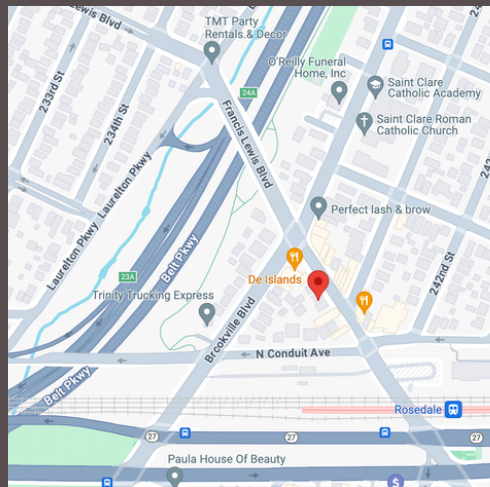 Lewis Blvd
TMT Party
Rentals & Decor
O'Reilly Funeral
Home, Inc
24A
Saint Clare
Catholic Academy
Saint Clare Roman
Catholic Church
233rd St
234th St
Francis Lewis Blvd
Laurelton Pkwy
Laurelton Pkwy
Belt Pkwy
Perfect lash & brow
242nd St
23A
De Islands
Trinity Trucking Express
Brookville Blvd
N Conduit Ave
Belt Pkwy
Rosedale
27
27
27
Paula House Of Beauty
$